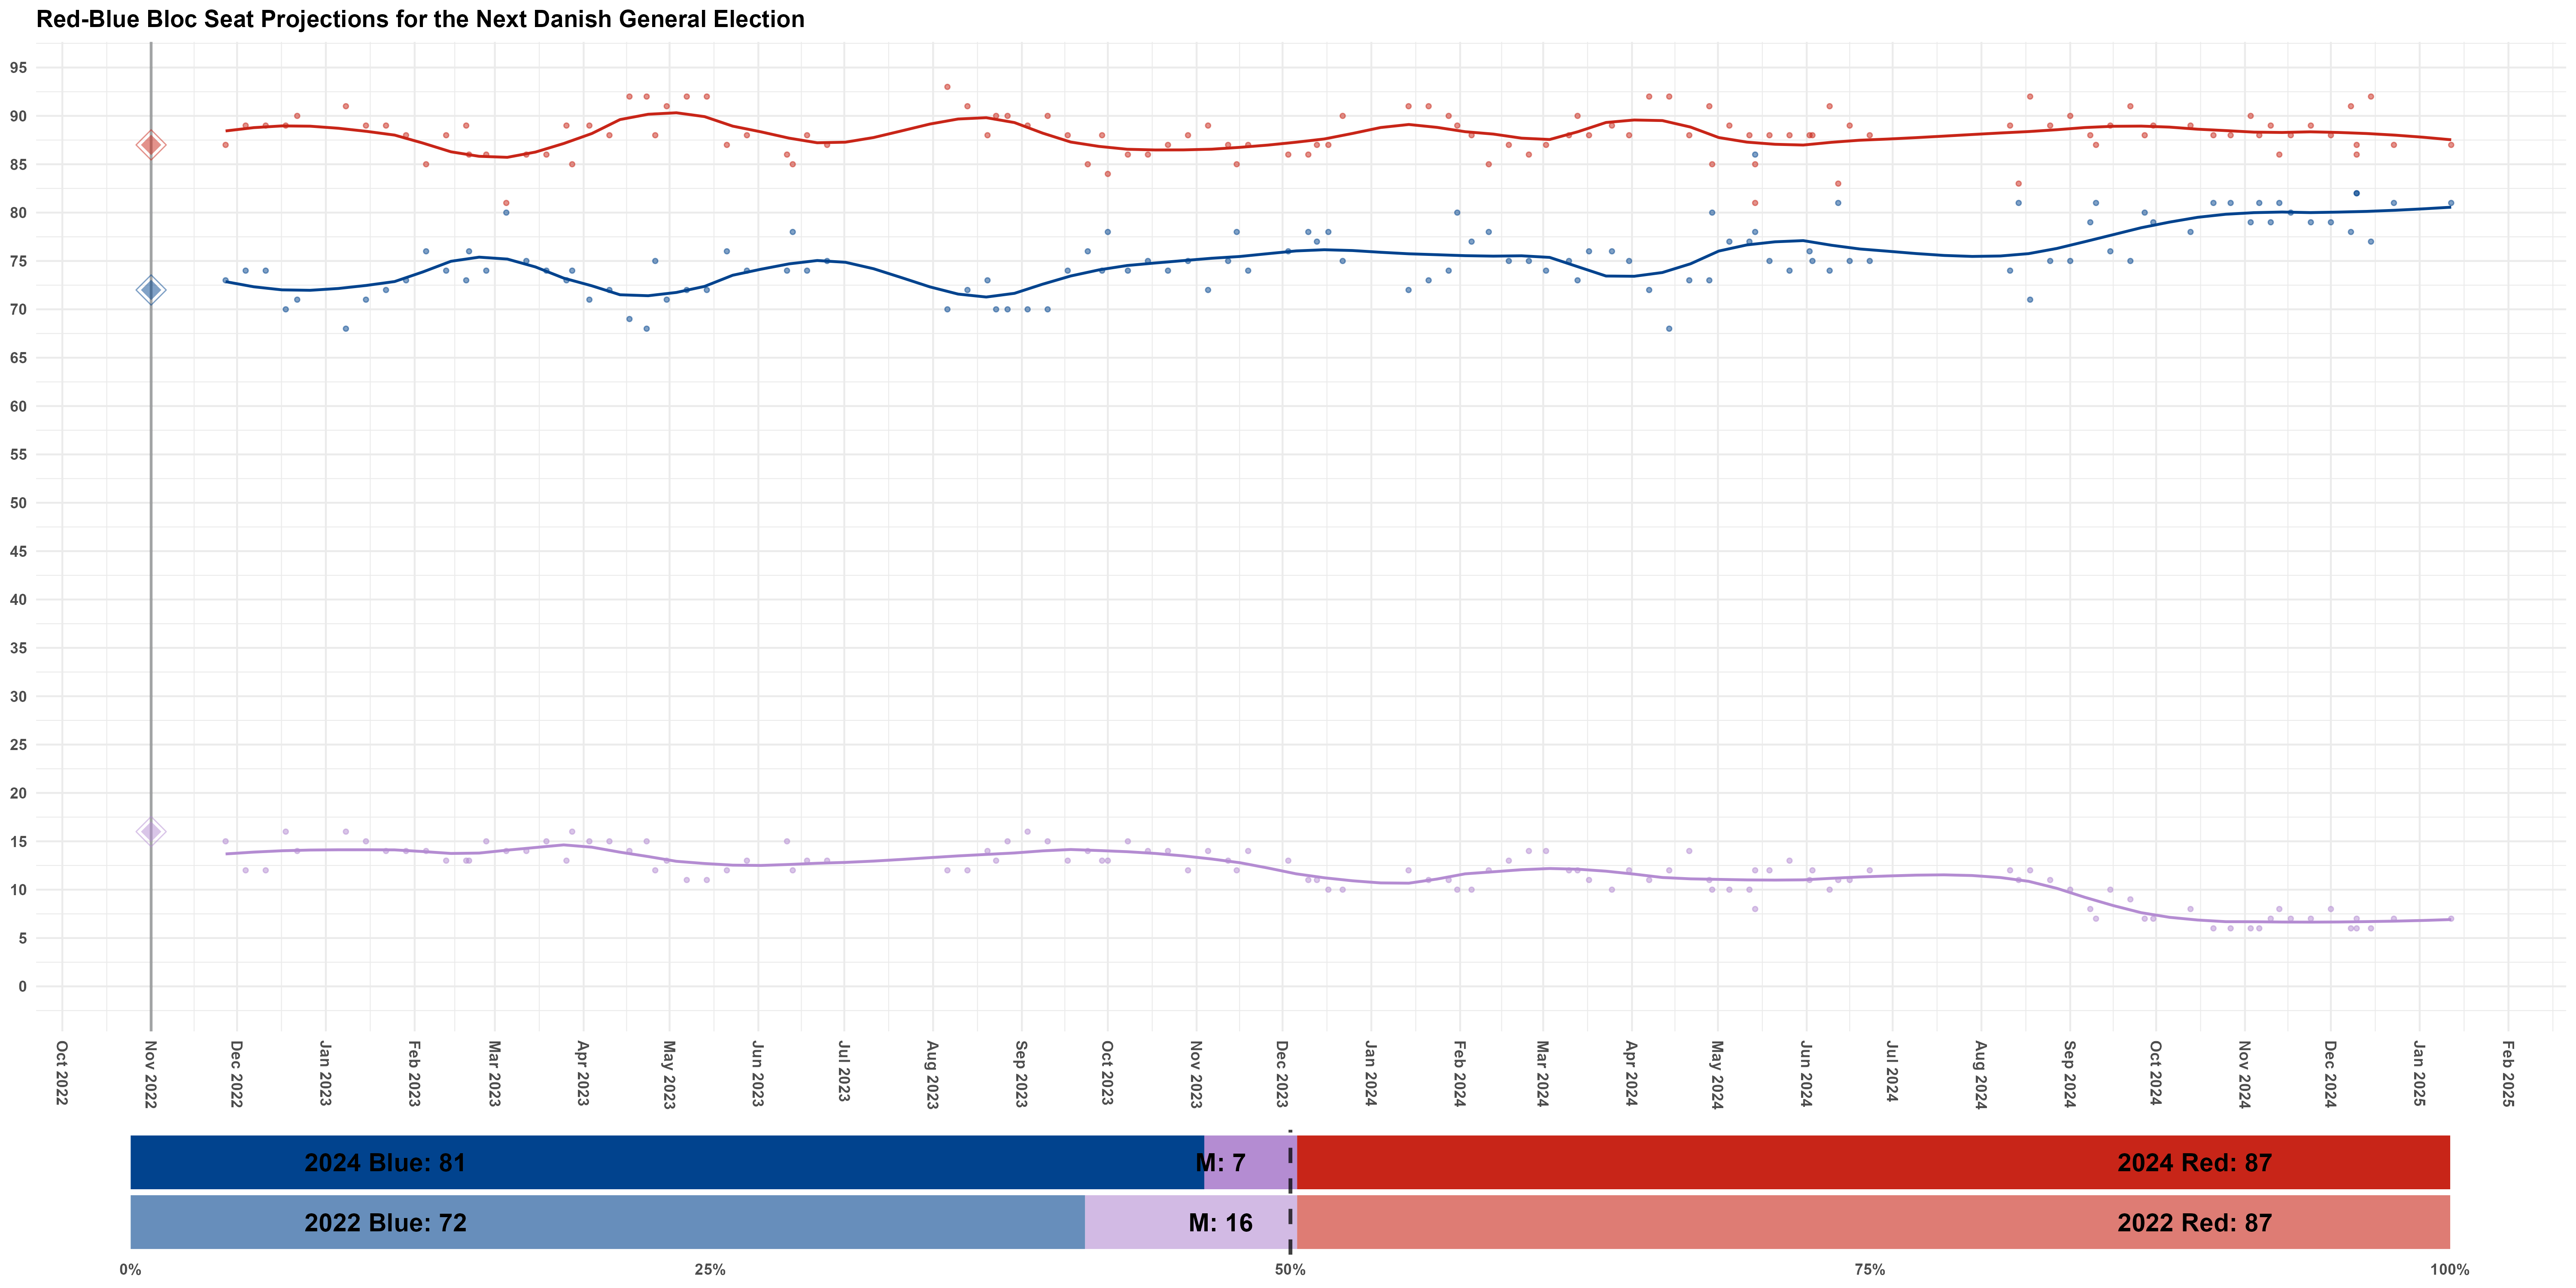 Red-Blue Bloc Seat Projections for the Next Danish General Election
95
90
85
80
75
70
65
60
55
50
45
40
35
30
25
20
15
10
5
0
Oct 2022
Nov 2022
Dec 2022
Jan 2023
Feb 2023
Mar 2023
Apr 2023
May 2023
Jun 2023
Jul 2023
Aug 2023
Sep 2023
Oct 2023
Nov 2023
Dec 2023
Jan 2024
Feb 2024
Mar 2024
Apr 2024
May 2024
Jun 2024
Jul 2024
Aug 2024
Sep 2024
Oct 2024
Nov 2024
Dec 2024
Jan 2025
Feb 2025
2024 Blue: 81 M: 7 2024 Red: 87
2022 Blue: 72 M: 16 2022 Red: 87
0% 25% 50% 75% 100%